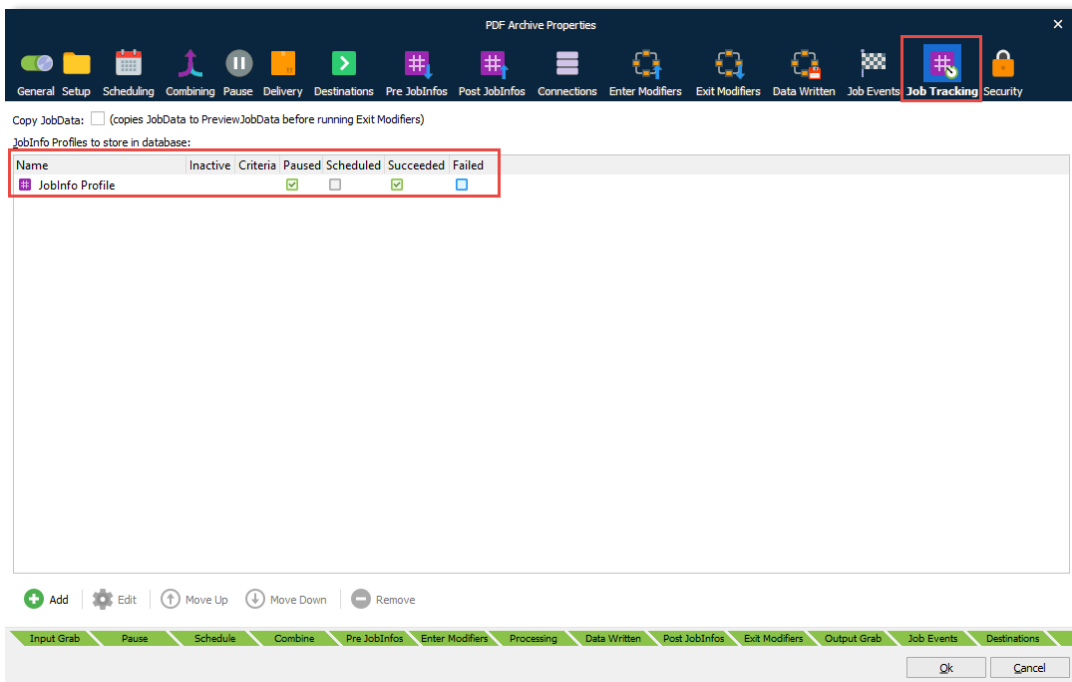 PDF Archive Properties
General Setup Scheduling Combining Pause Delivery Destinations Pre JobInfos Post JobInfos Connections Enter Modifiers Exit Modifiers Data Written Job Events Job Tracking Security
Copy JobData: (copies JobData to PreviewJobData before running Exit Modifiers)
JobInfo Profiles to store in database:
Name Inactive Criteria Paused Scheduled Succeeded Failed
JobInfo Profile
Add Edit Move Up Move Down Remove
Input Grab Pause Schedule Combine Pre JobInfos Enter Modifiers Processing Data Written Post JobInfos Exit Modifiers Output Grab Job Events Destinations
Ok Cancel